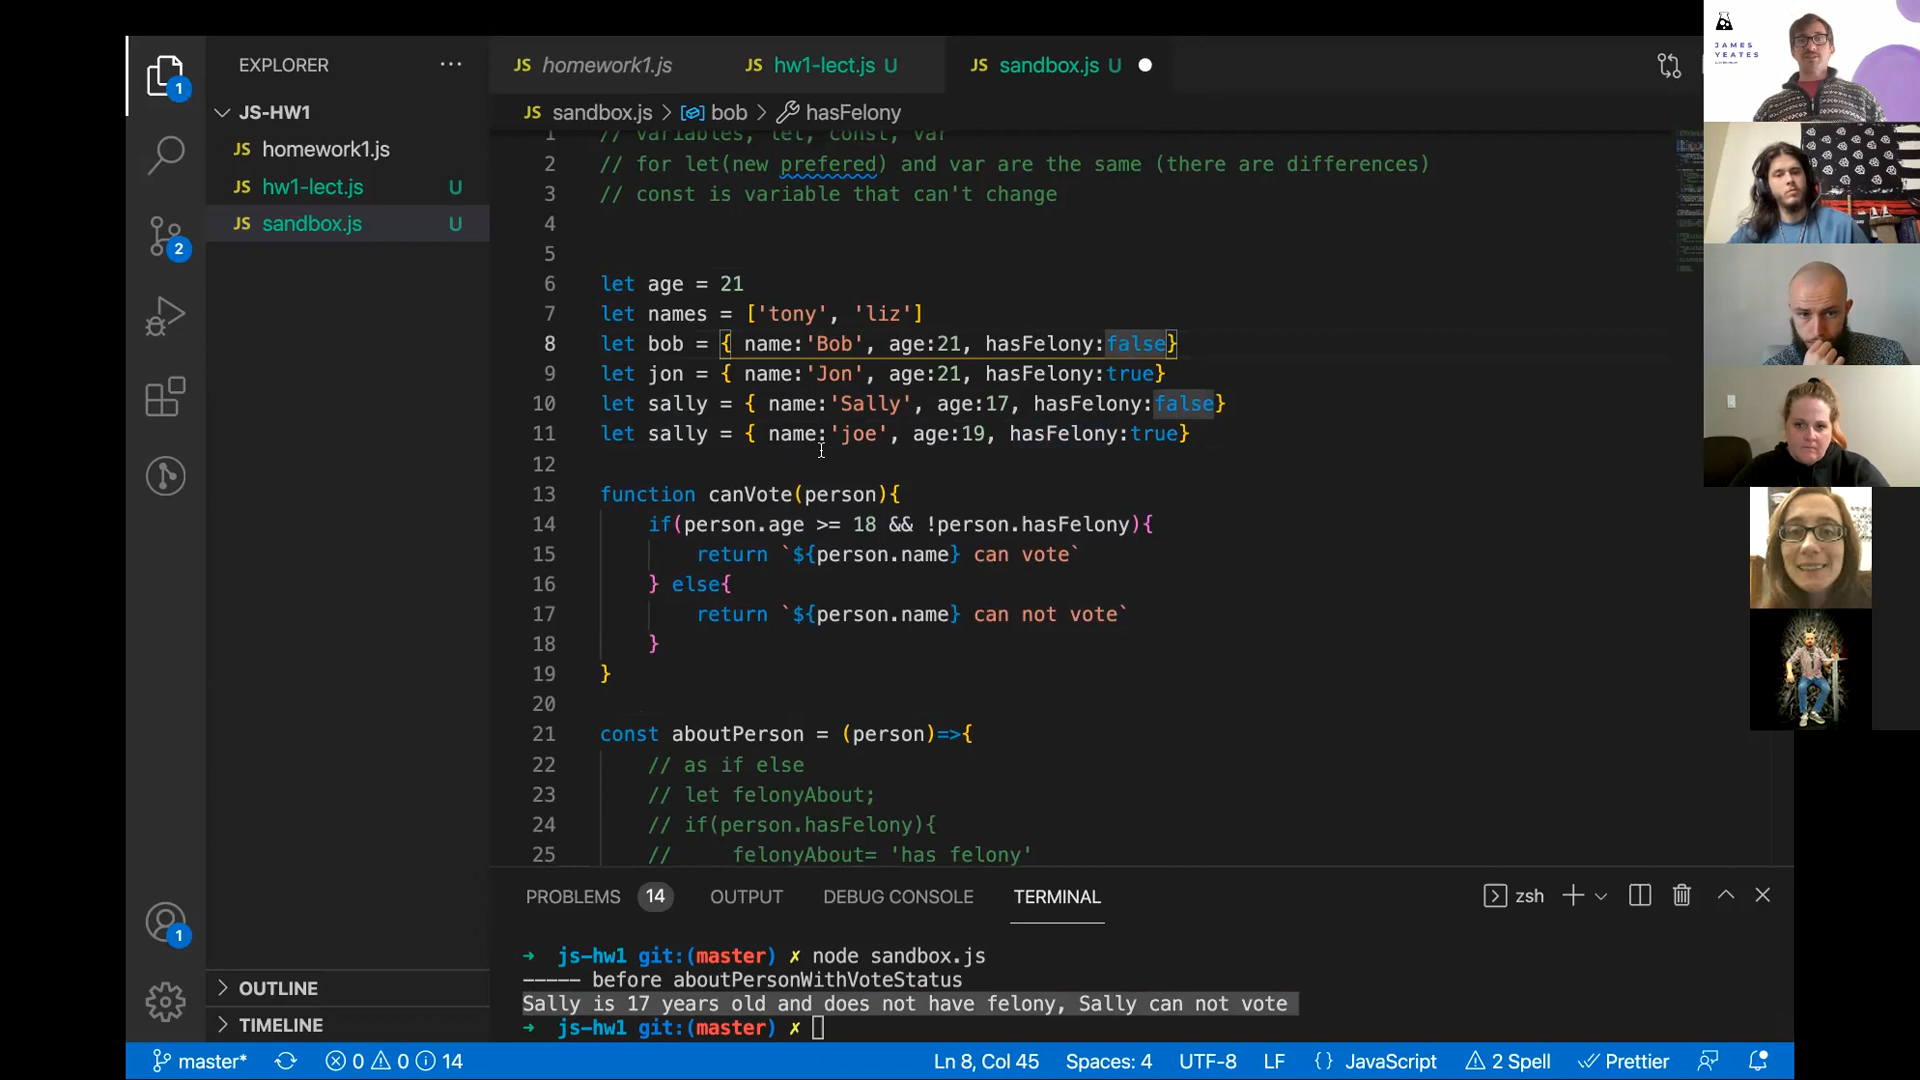 JAMES
YEATES
EXPLORER
JS homework1.js
JS hw1-lect.js U
JS sandbox.js U
JS sandbox.js > bob > hasFelony
JS-HW1
JS homework1.js
JS hw1-lect.js U
JS sandbox.js U
1
2
1 // variables, let, const, var
2 // for let(new prefered) and var are the same (there are differences)
3 // const is variable that can't change
4
5
6 let age = 21
7 let names = ['tony', 'liz']
8 let bob = { name:'Bob', age:21, hasFelony:false}
9 let jon = { name:'Jon', age:21, hasFelony:true}
10 let sally = { name:'Sally', age:17, hasFelony:false}
11 let sally = { name:'joe', age:19, hasFelony:true}
12
13 function canVote(person){
14 if(person.age >= 18 && !person.hasFelony){
15 return `${person.name} can vote`
16 } else{
17 return `${person.name} can not vote`
18 }
19 }
20
21 const aboutPerson = (person)=>{
22 // as if else
23 // let felonyAbout;
24 // if(person.hasFelony){
25 // felonyAbout= 'has felony'
1
OUTLINE
TIMELINE
PROBLEMS 14 OUTPUT DEBUG CONSOLE TERMINAL
zsh
➜ js-hw1 git:(master) ✗ node sandbox.js
----- before aboutPersonWithVoteStatus
Sally is 17 years old and does not have felony, Sally can not vote
➜ js-hw1 git:(master) ✗
master* 0 0 14
Ln 8, Col 45 Spaces: 4 UTF-8 LF {} JavaScript 2 Spell Prettier